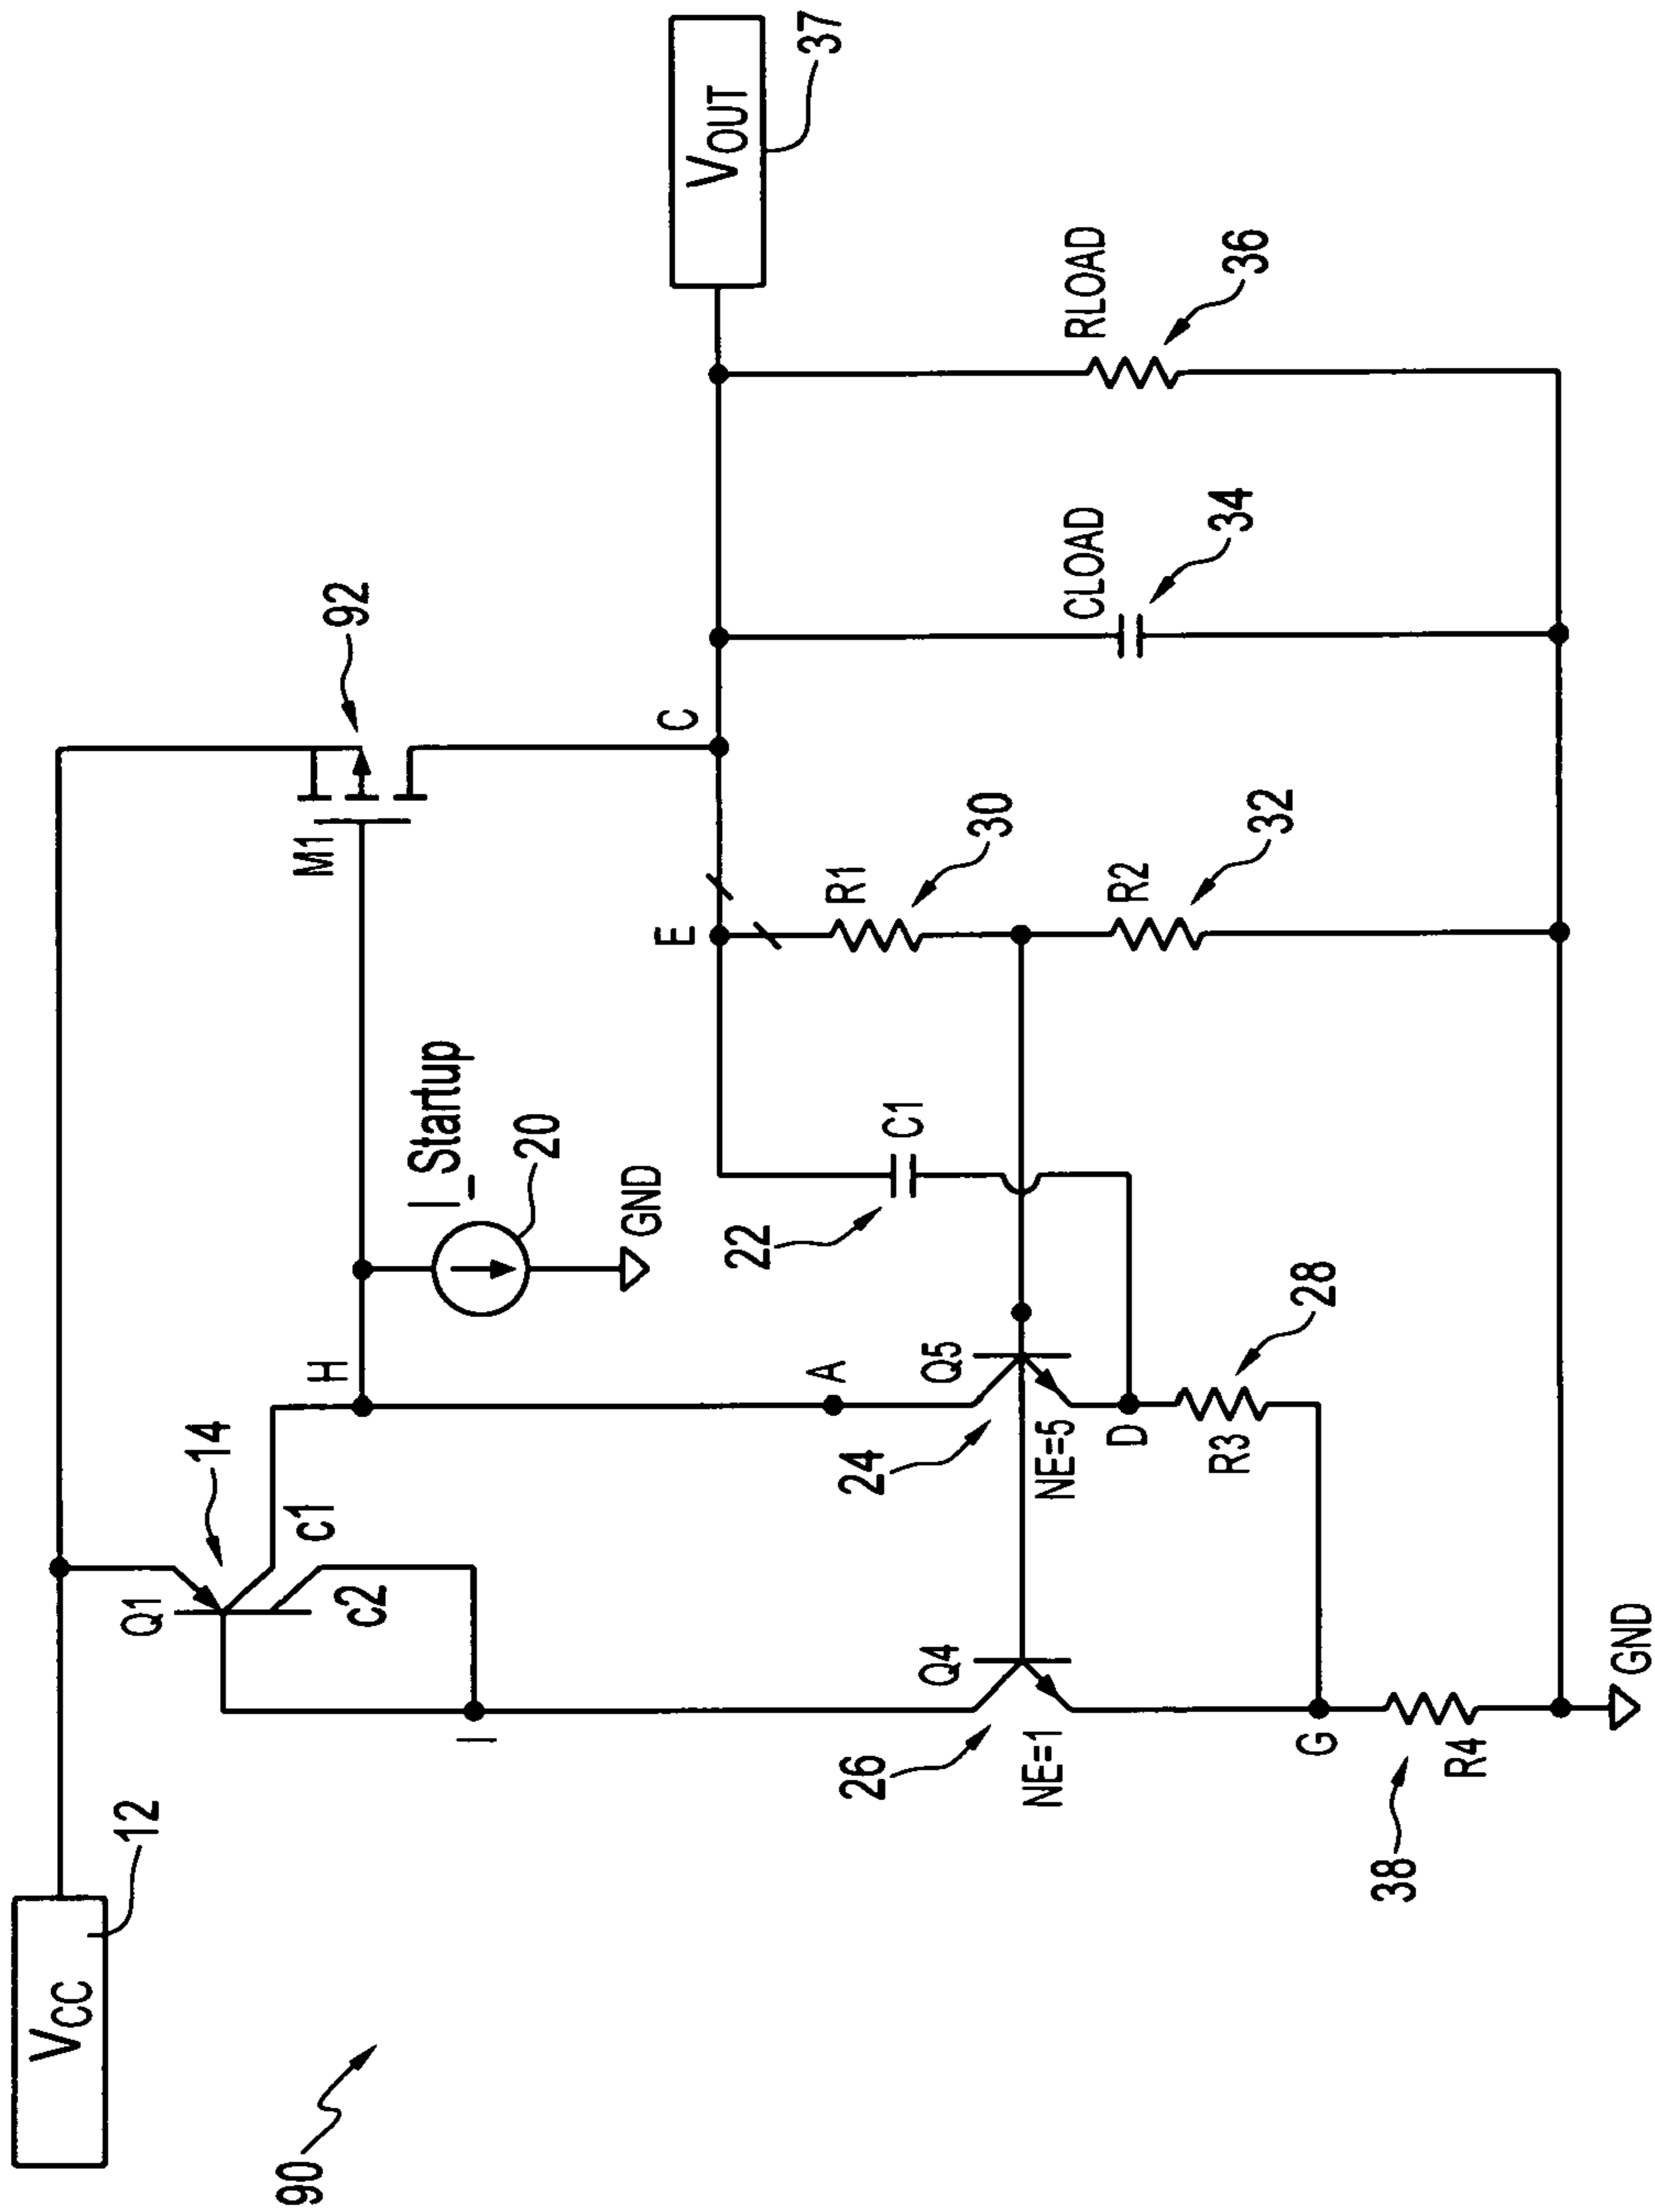 90
VCC
12
Q1
14
c1
c2
I
H
I_Startup
20
GND
M1
92
C
E
VOUT
37
A
Q5
24
NE=5
Q4
26
NE=1
D
R3
28
G
R4
38
22
C1
R1
30
R2
32
CLOAD
34
RLOAD
36
GND